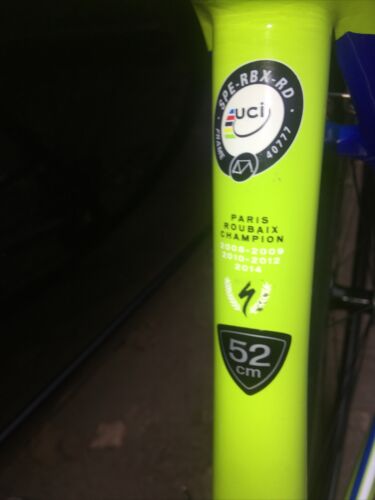 · SPE-RBX-RD ·
UCI
FRAME
40777
PARIS
ROUBAIX
CHAMPION
2008-2009
2010-2012
2014
52
cm